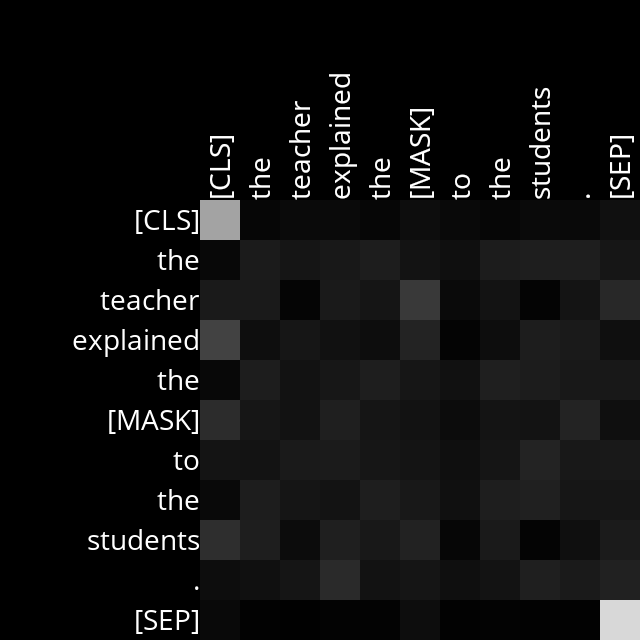 [CLS] the teacher explained the [MASK] to the students . [SEP]
[CLS]
the
teacher
explained
the
[MASK]
to
the
students
.
[SEP]